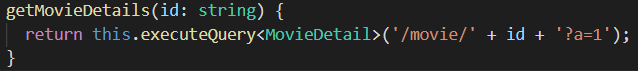 getMovieDetails(id: string) {
  return this.executeQuery<MovieDetail>('/movie/' + id + '?a=1');
}